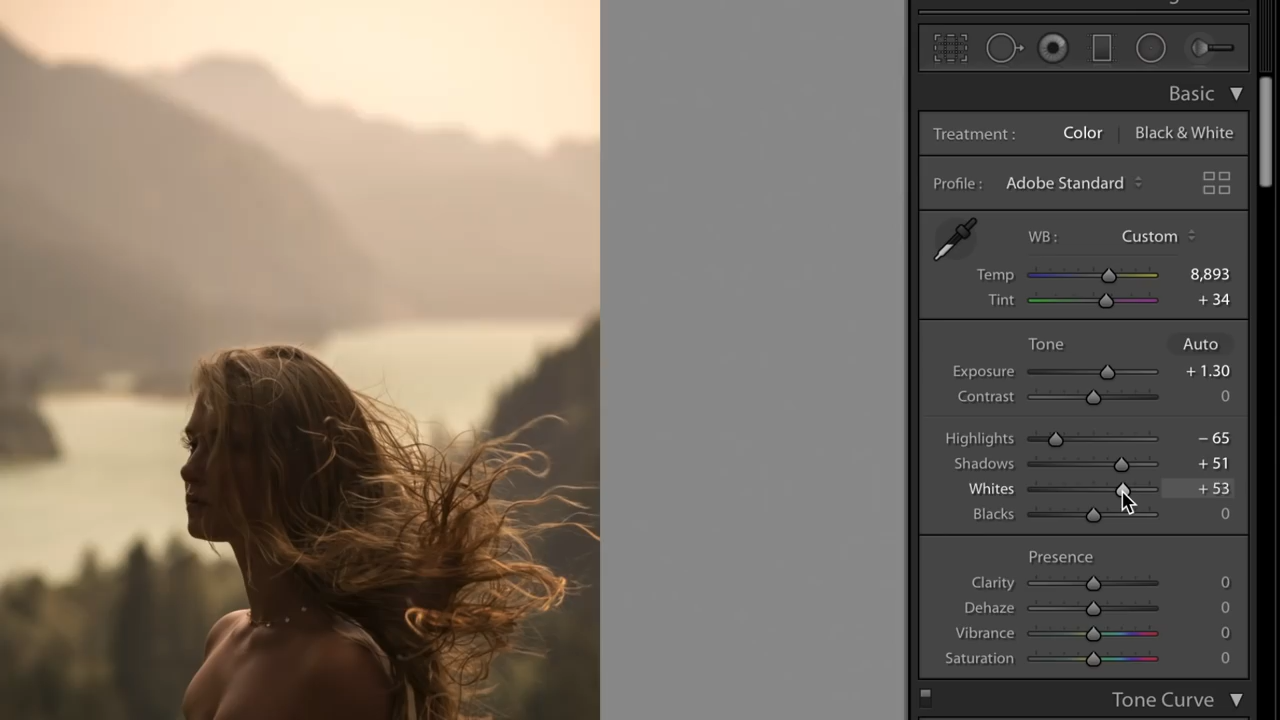 Basic
Treatment : Color Black & White
Profile : Adobe Standard
WB : Custom
Temp 8,893
Tint + 34
Tone Auto
Exposure + 1.30
Contrast 0
Highlights − 65
Shadows + 51
Whites + 53
Blacks 0
Presence
Clarity 0
Dehaze 0
Vibrance 0
Saturation 0
Tone Curve